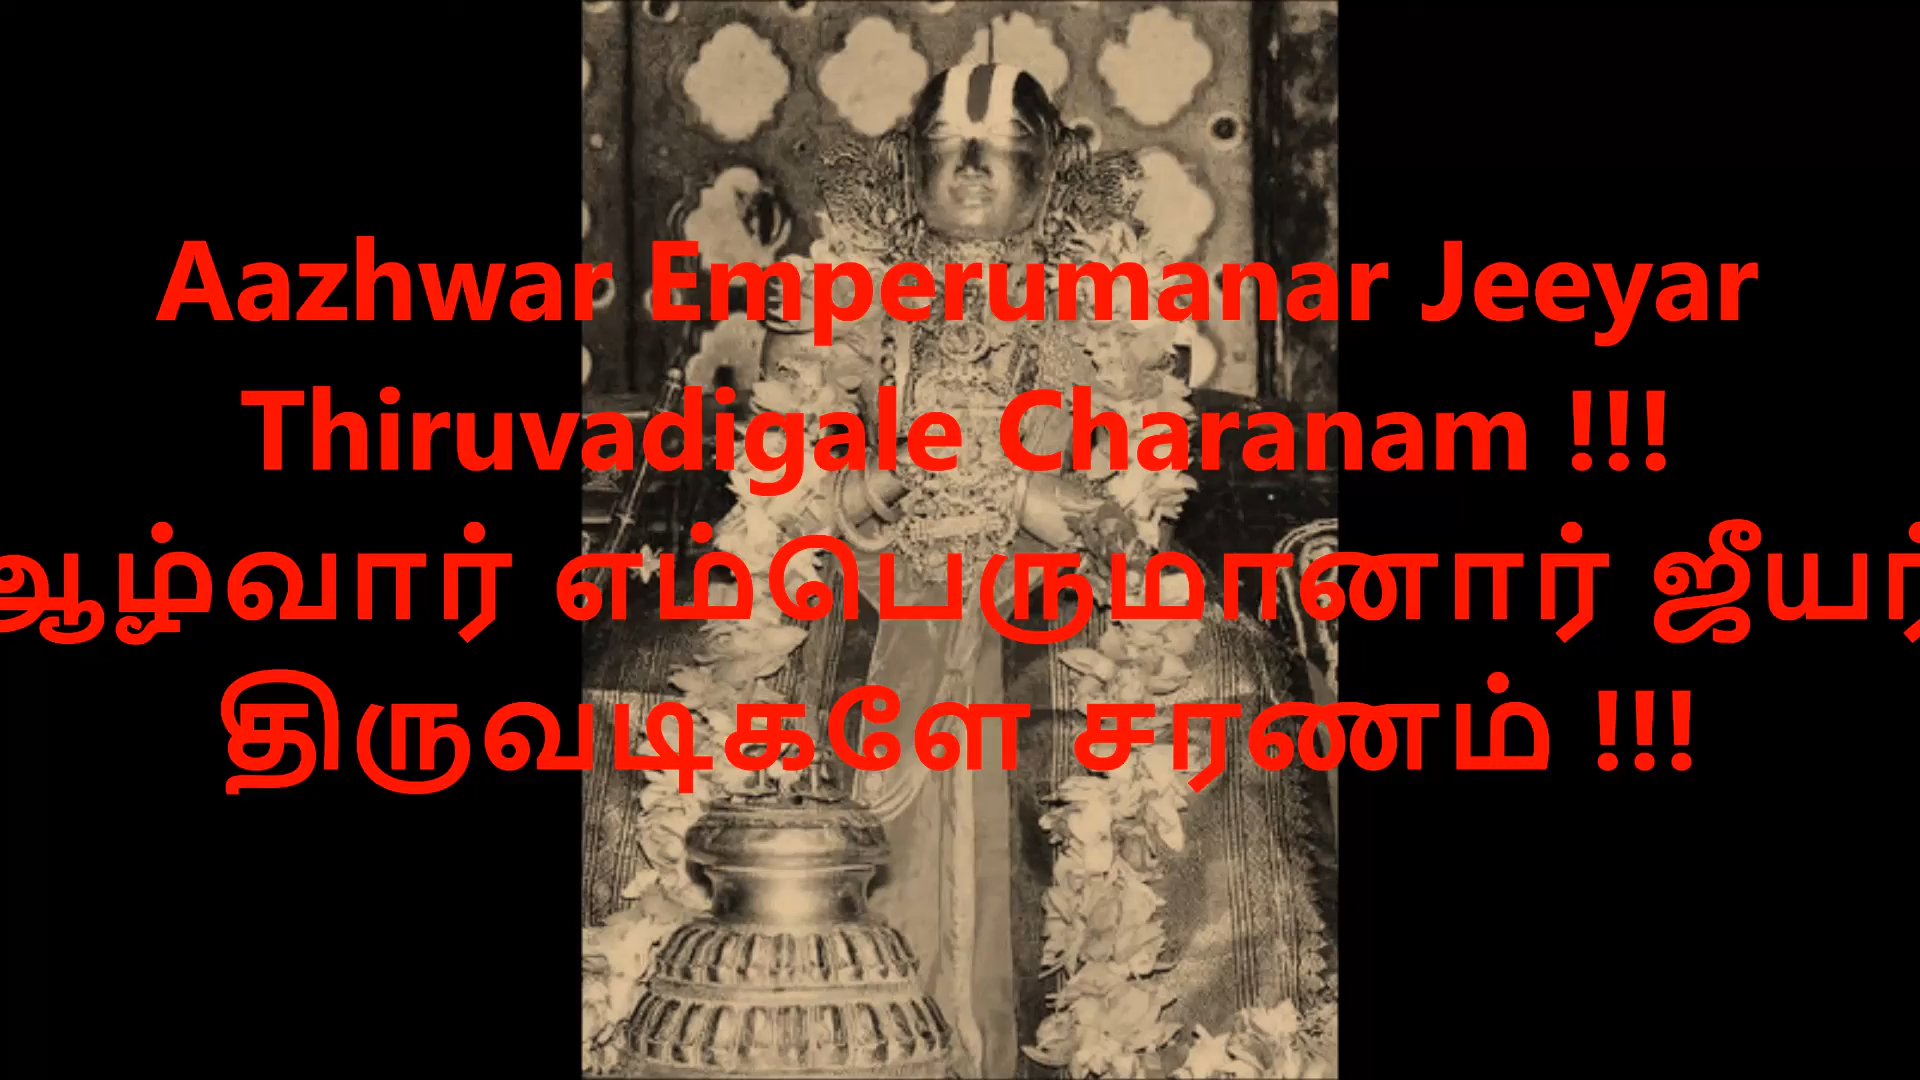 Aazhwar Emperumanar Jeeyar
Thiruvadigale Charanam !!!
ஆழ்வார் எம்பெருமானார் ஜீயர்
திருவடிகளே சரணம் !!!